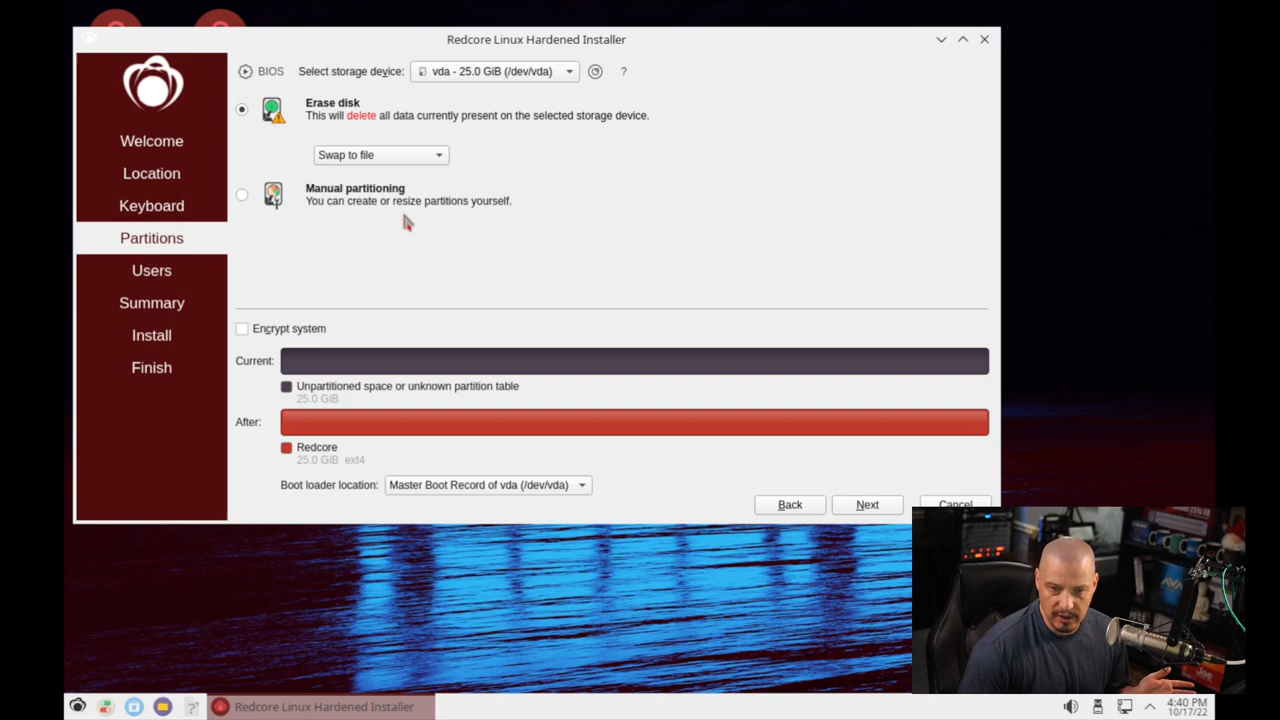 Redcore Linux Hardened Installer
BIOS Select storage device: vda - 25.0 GiB (/dev/vda) ?
Welcome
Location
Keyboard
Partitions
Users
Summary
Install
Finish
Erase disk
This will delete all data currently present on the selected storage device.
Swap to file
Manual partitioning
You can create or resize partitions yourself.
Encrypt system
Current:
Unpartitioned space or unknown partition table
25.0 GiB
After:
Redcore
25.0 GiB ext4
Boot loader location: Master Boot Record of vda (/dev/vda)
Back Next Cancel
Redcore Linux Hardened Installer
4:40 PM
10/17/22